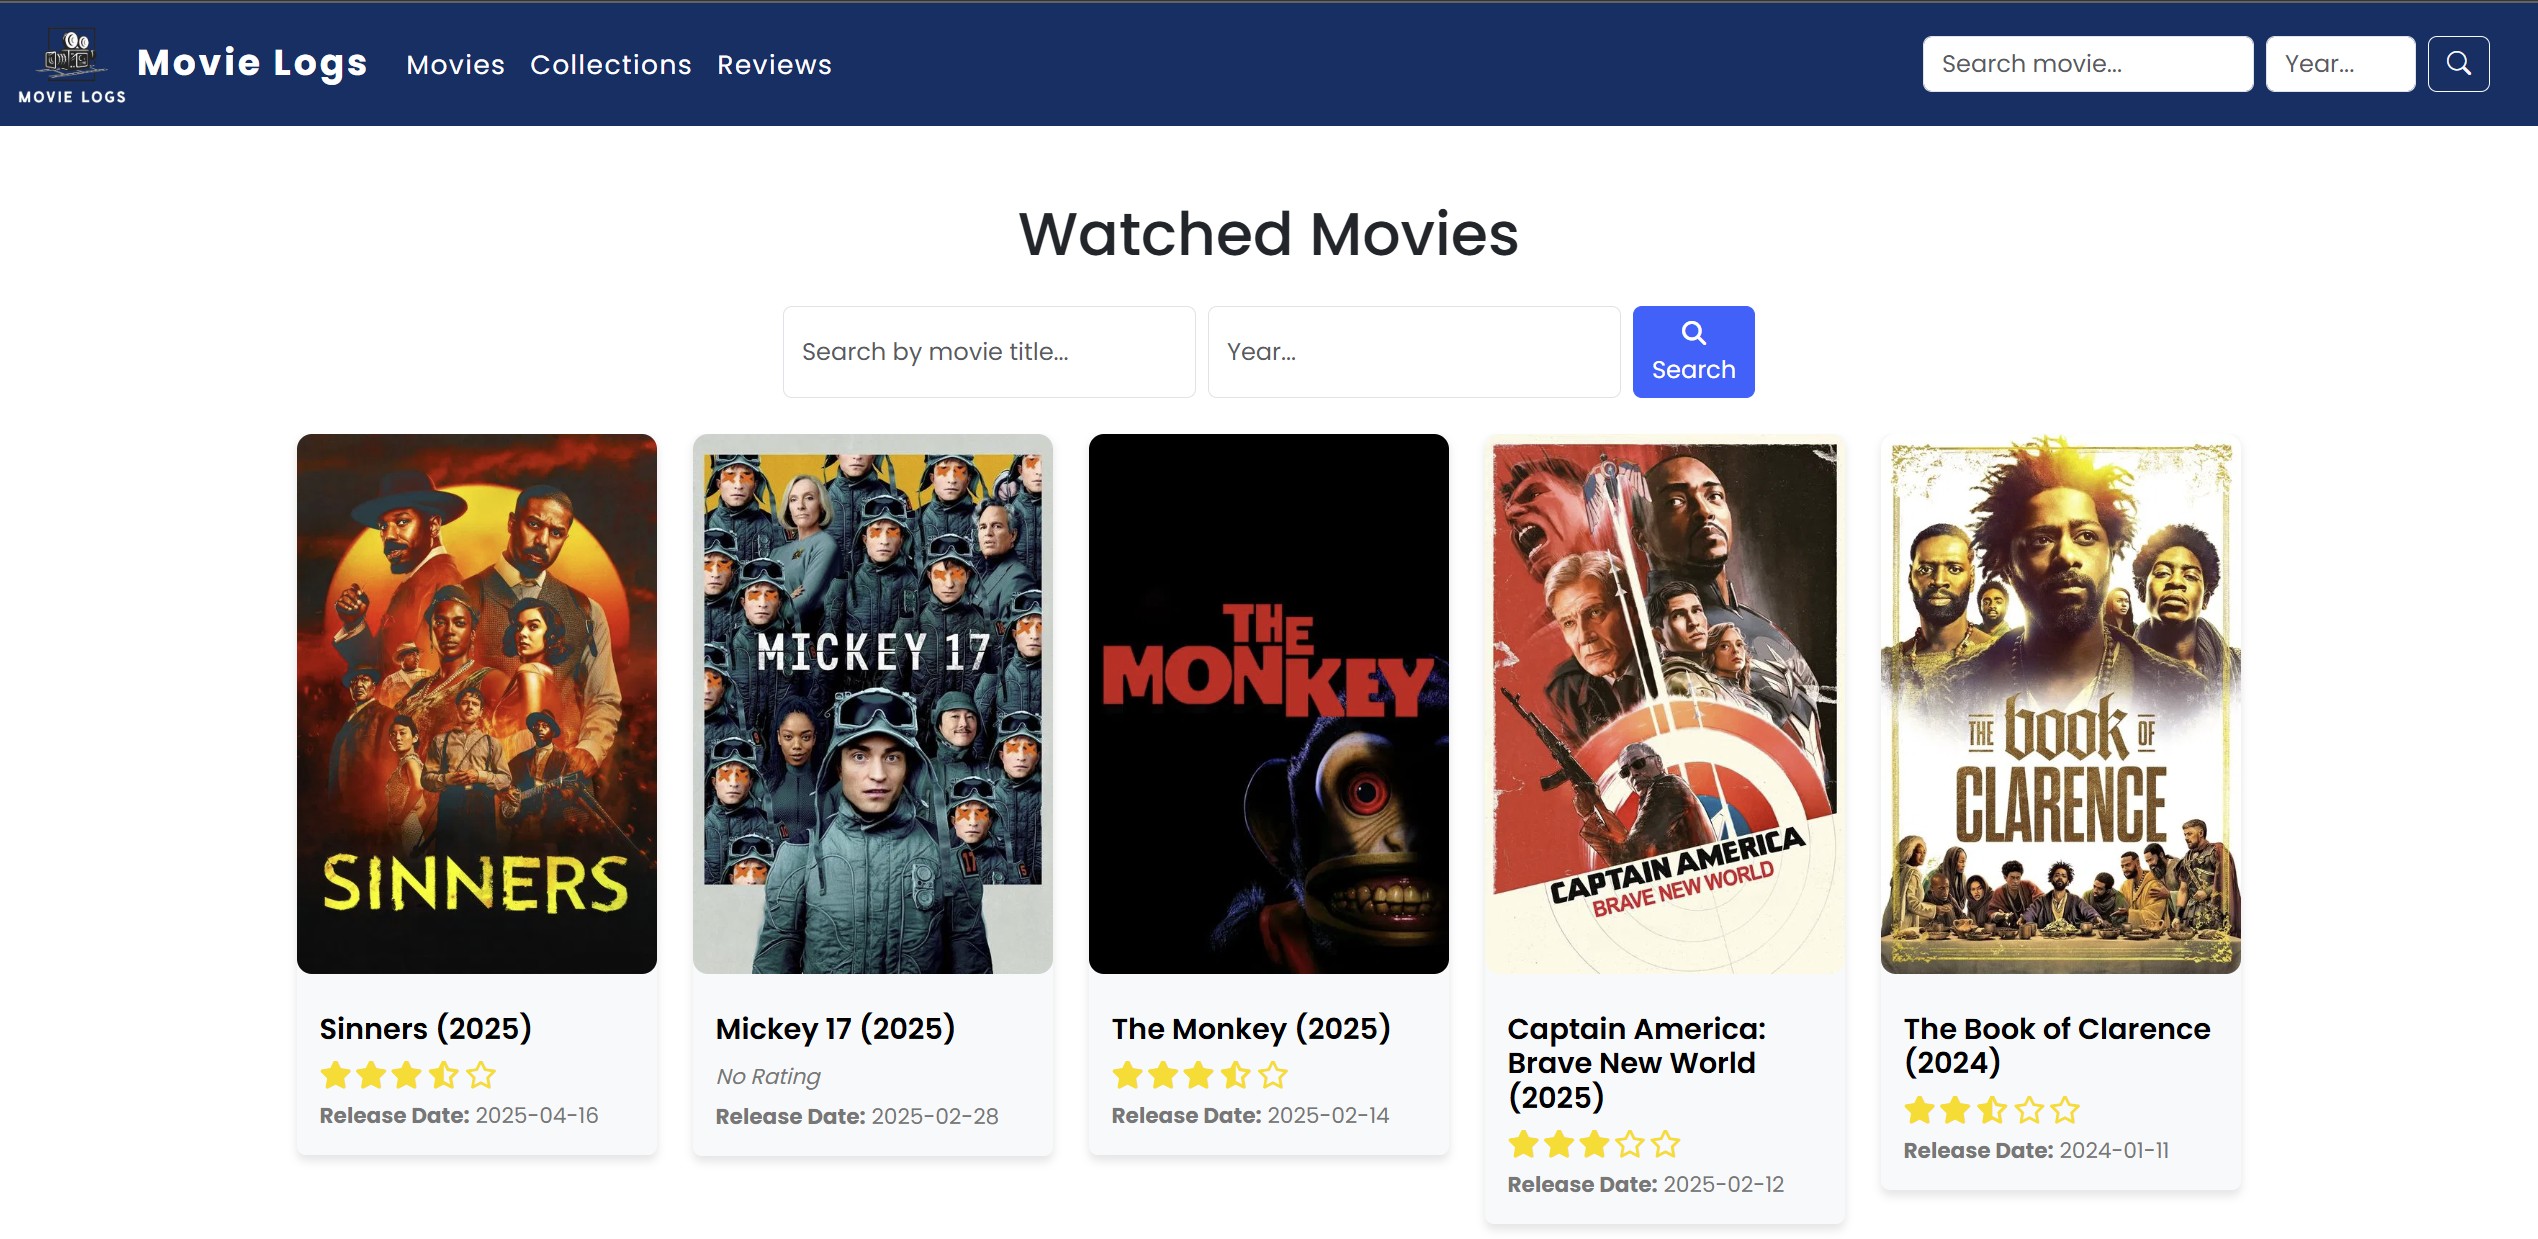 MOVIE LOGS
Movie Logs
Movies
Collections
Reviews
Search movie...
Year...
Watched Movies
Search by movie title...
Year...
Search
SINNERS
Sinners (2025)
Release Date: 2025-04-16
MICKEY 17
17
Mickey 17 (2025)
No Rating
Release Date: 2025-02-28
THE
MONKEY
The Monkey (2025)
Release Date: 2025-02-14
CAPTAIN AMERICA
BRAVE NEW WORLD
Captain America:
Brave New World
(2025)
Release Date: 2025-02-12
THE book OF
CLARENCE
The Book of Clarence
(2024)
Release Date: 2024-01-11